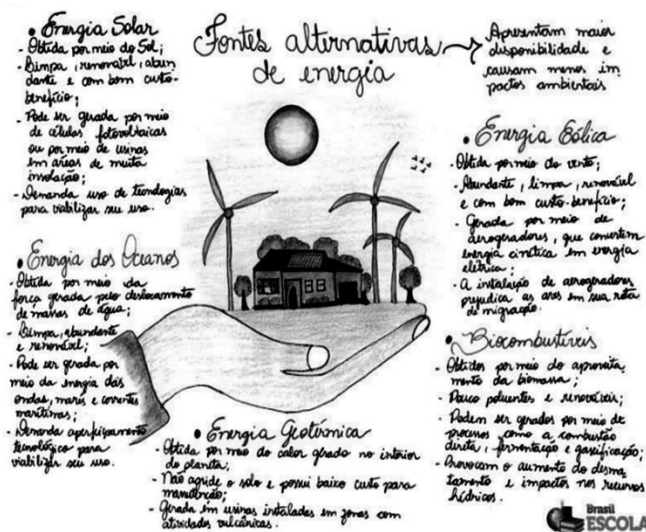 Fontes alternativas
de energia
Apresentam maior
disponibilidade e
causam menos im
pactos ambientais
• Energia Solar
- Obtida por meio do Sol;
- Limpa, renovável, abun
dante e com bom custo-
benefício;
- Pode ser gerada por meio
de células fotovoltaicas
ou por meio de usinas
em áreas de muita
insolação;
- Demanda uso de tecnologias
para viabilizar seu uso.
• Energia Eólica
- Obtida por meio do vento;
- Abundante, limpa, renovável
e com bom custo-benefício;
- Gerada por meio de
aerogeradores, que convertem
energia cinética em energia
elétrica;
- A instalação de aerogeradores
prejudica as aves em sua rota
de migração.
• Energia dos Oceanos
- Obtida por meio da
força gerada pelo deslocamento
de massas de água;
- Limpa, abundante
e renovável;
- Pode ser gerada por
meio da energia das
ondas, marés e correntes
marítimas;
- Demanda aperfeiçoamento
tecnológico para
viabilizar seu uso.
• Biocombustíveis
- Obtidos por meio do aproveita
mento da biomassa;
- Pouco poluentes e renováveis;
- Podem ser gerados por meio de
processos como a combustão
direta, fermentação e gaseificação;
- Provocam o aumento do desma
tamento e impactos nos recursos
hídricos.
• Energia Geotérmica
- Obtida por meio do calor gerado no interior
do planeta;
- Não agride o solo e possui baixo custo para
manutenção;
- Gerada em usinas instaladas em zonas com
atividades vulcânicas.
Brasil
ESCOLA